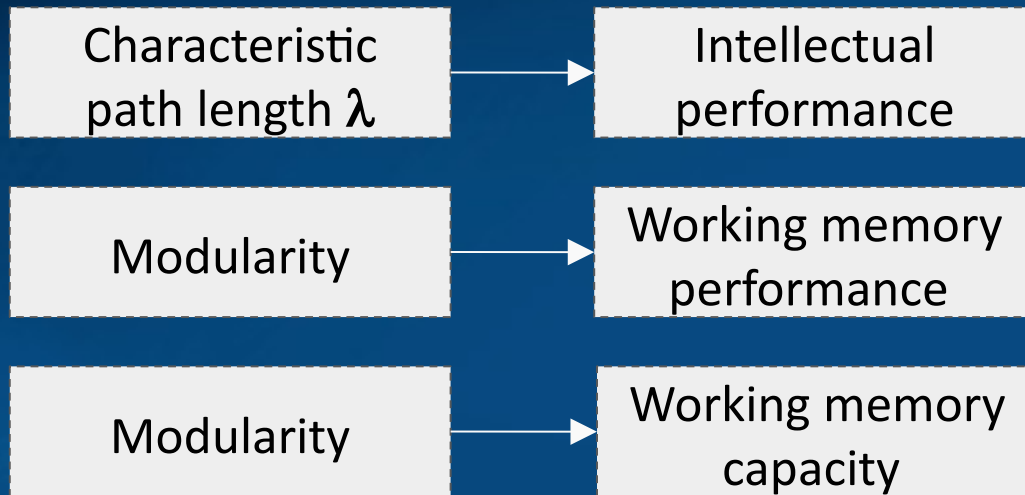 Characteristic
path length λ
Intellectual
performance
Modularity
Working memory
performance
Modularity
Working memory
capacity